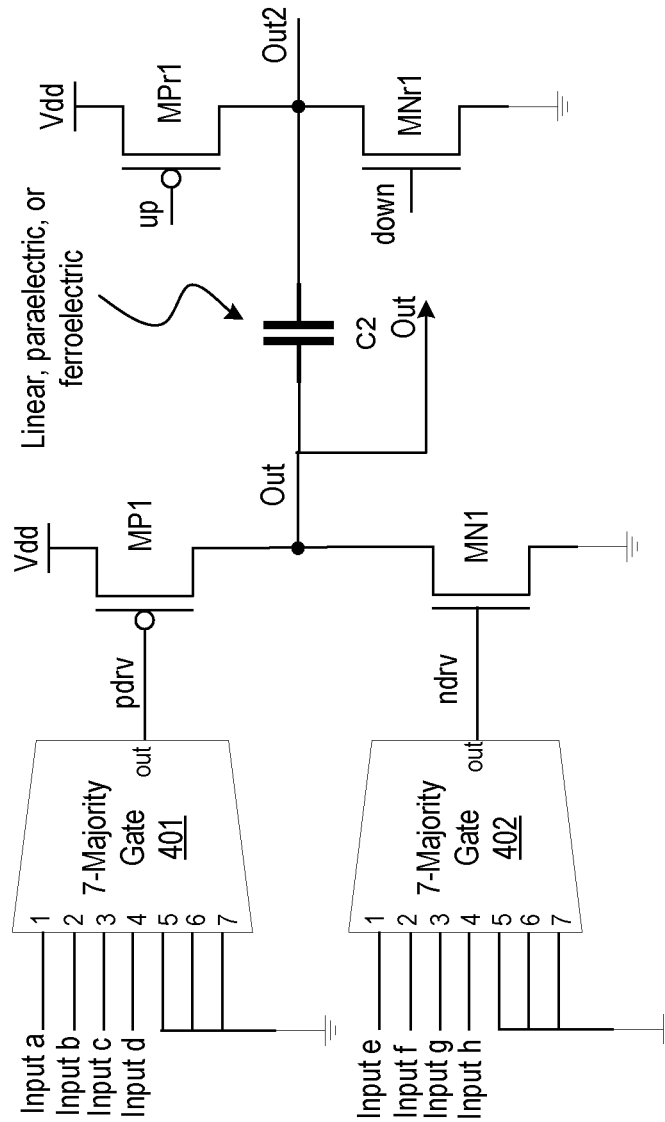 Input a
Input b
Input c
Input d
1
2
3
4
5
6
7
7-Majority
Gate
401
out
pdrv
Vdd
MP1
Out
Linear, paraelectric, or
ferroelectric
C2
Out
Vdd
MPr1
up
Out2
down
MNr1
Input e
Input f
Input g
Input h
1
2
3
4
5
6
7
7-Majority
Gate
402
out
ndrv
MN1